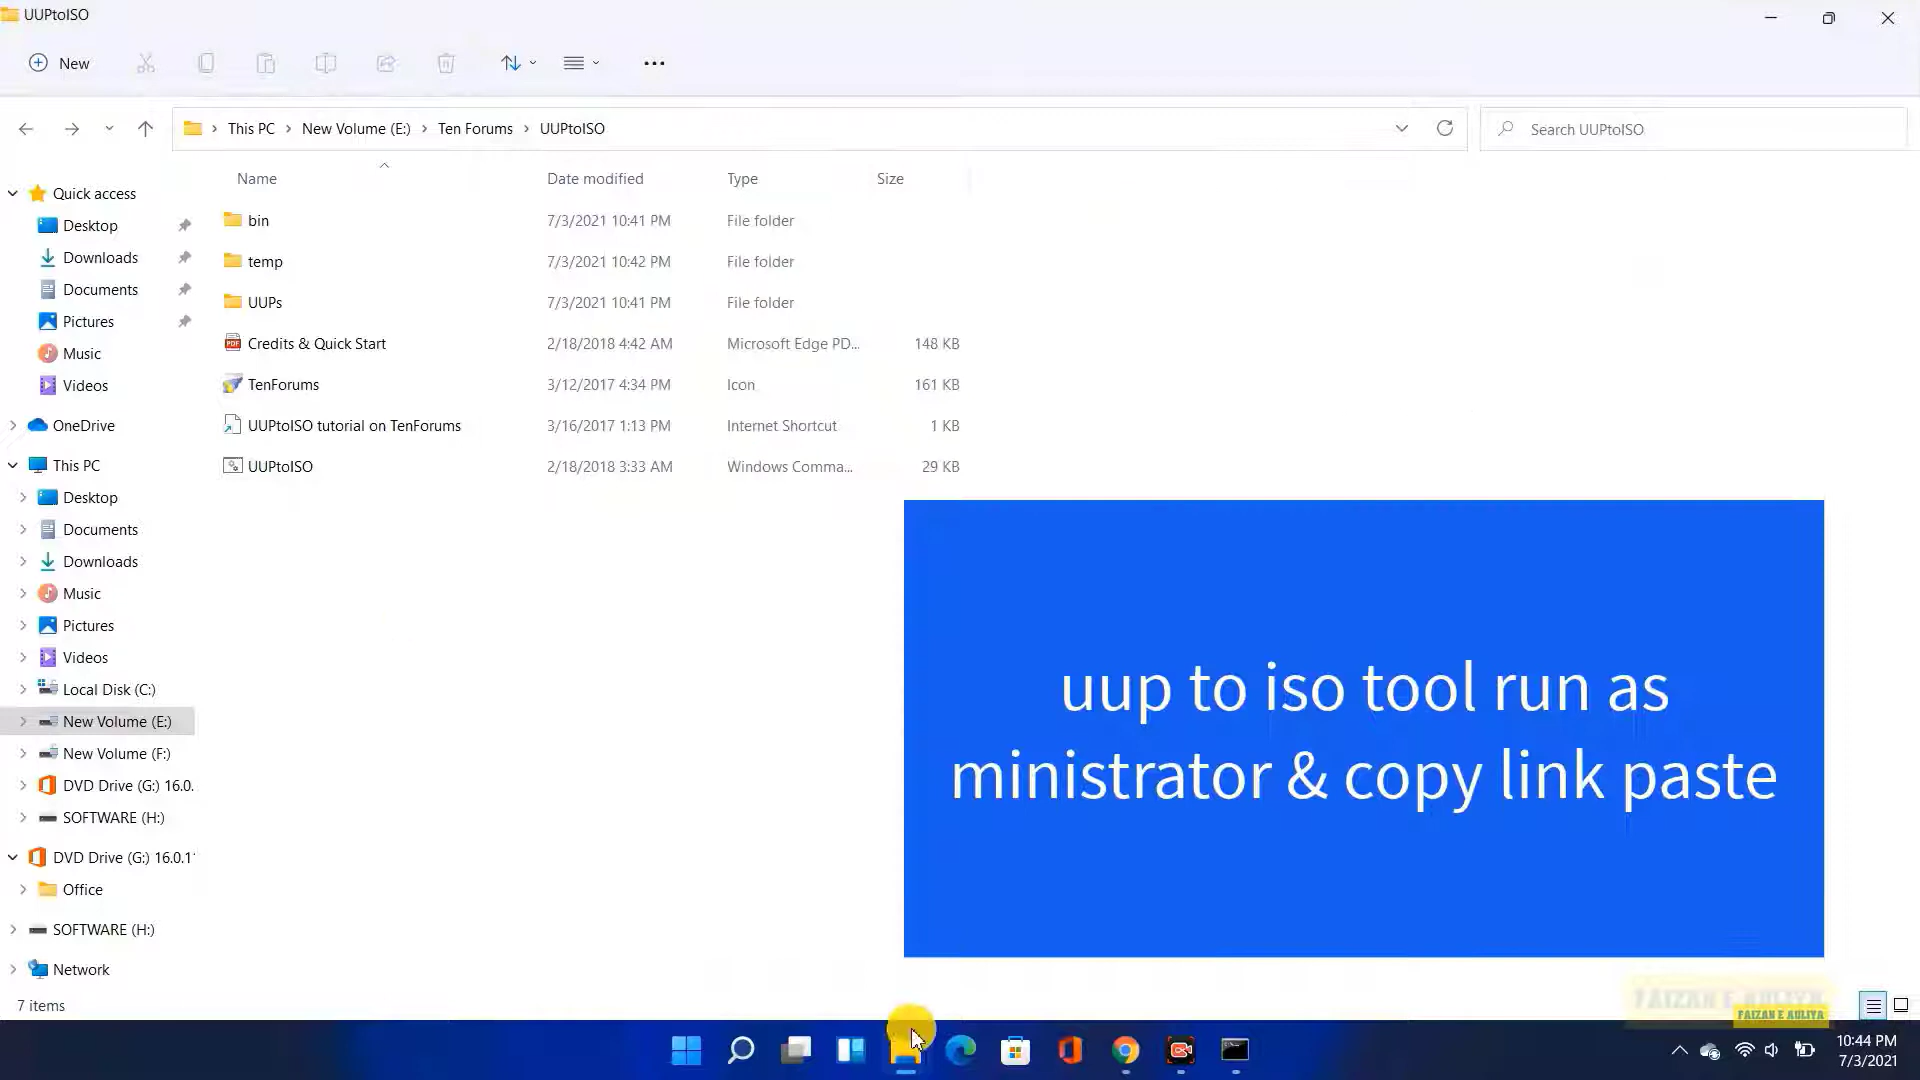 UUPtoISO
New
This PC
New Volume (E:)
Ten Forums
UUPtoISO
Search UUPtoISO
Name
Date modified
Type
Size
Quick access
Desktop
Downloads
Documents
Pictures
Music
Videos
OneDrive
This PC
Desktop
Documents
Downloads
Music
Pictures
Videos
Local Disk (C:)
New Volume (E:)
New Volume (F:)
DVD Drive (G:) 16.0.
SOFTWARE (H:)
DVD Drive (G:) 16.0.1
Office
SOFTWARE (H:)
Network
bin 7/3/2021 10:41 PM File folder
temp 7/3/2021 10:42 PM File folder
UUPs 7/3/2021 10:41 PM File folder
Credits & Quick Start 2/18/2018 4:42 AM Microsoft Edge PD... 148 KB
TenForums 3/12/2017 4:34 PM Icon 161 KB
UUPtoISO tutorial on TenForums 3/16/2017 1:13 PM Internet Shortcut 1 KB
UUPtoISO 2/18/2018 3:33 AM Windows Comma... 29 KB
uup to iso tool run as
ministrator & copy link paste
7 items
FAIZAN E AULIYA
FAIZAN E AULIYA
10:44 PM
7/3/2021